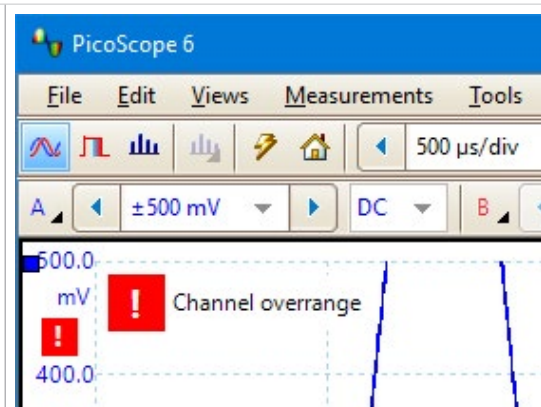 PicoScope 6
File Edit Views Measurements Tools
500 µs/div
A ±500 mV DC B
500.0
mV
! Channel overrange
!
400.0